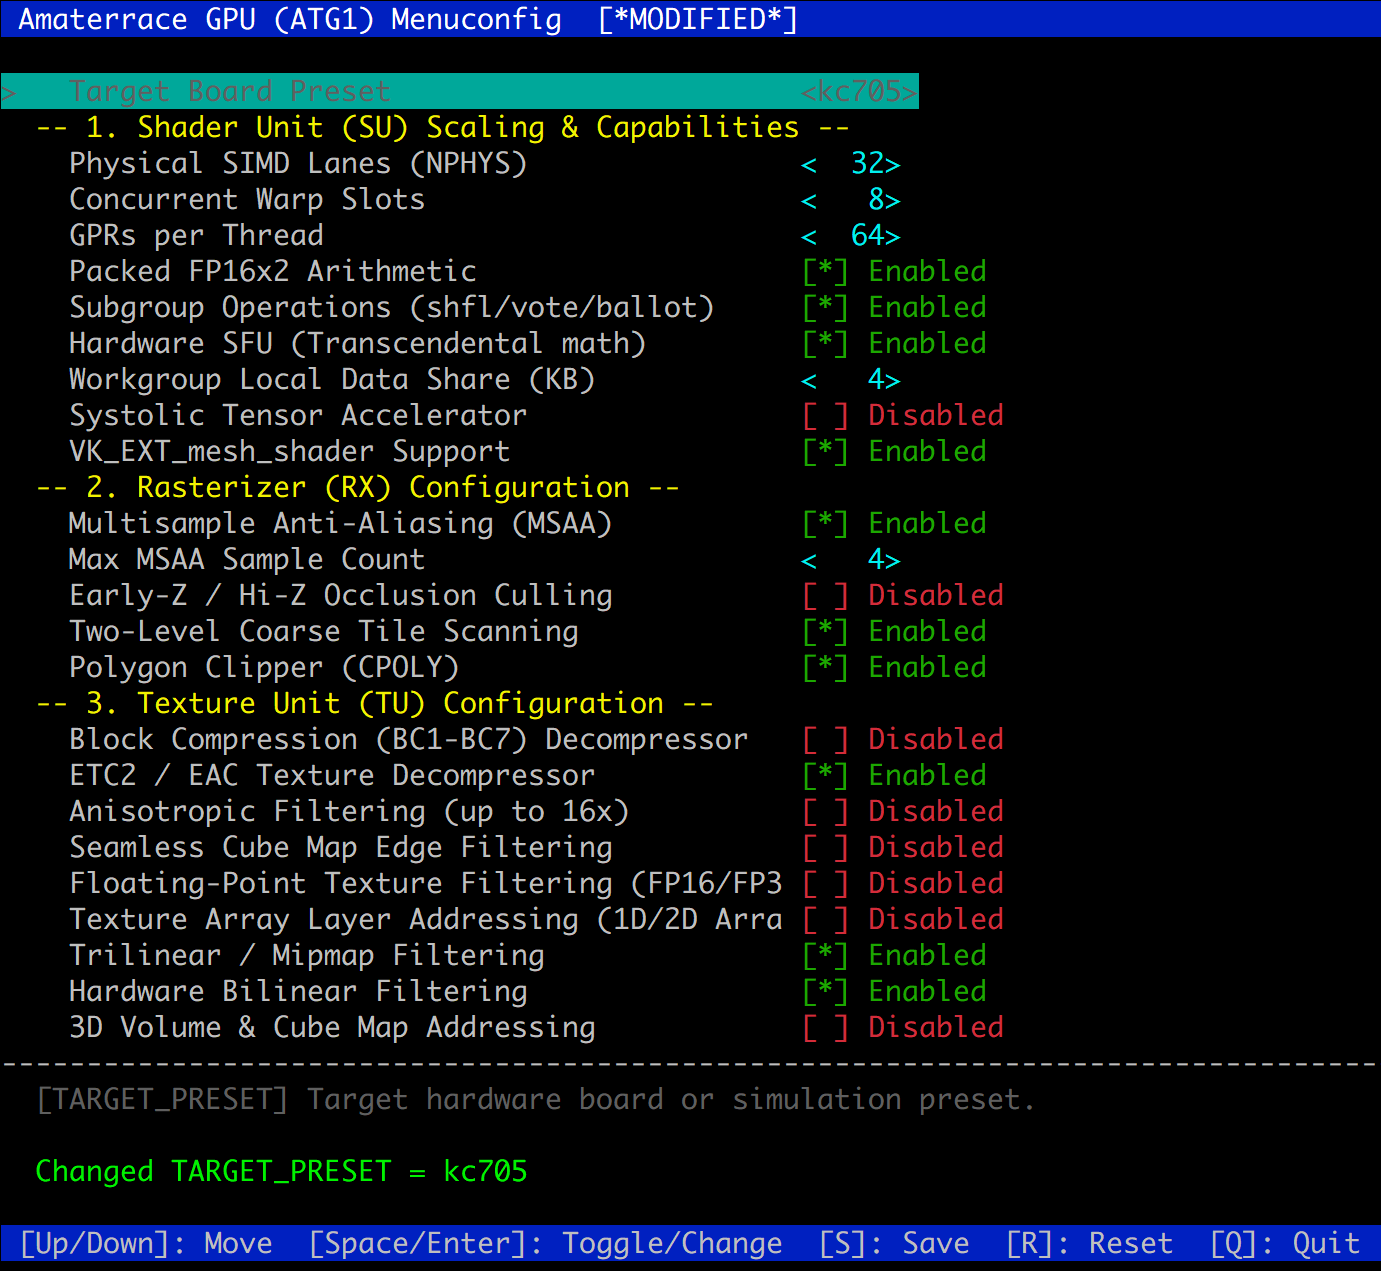 Amaterrace GPU (ATG1) Menuconfig  [*MODIFIED*]
>   Target Board Preset <kc705>
-- 1. Shader Unit (SU) Scaling & Capabilities --
Physical SIMD Lanes (NPHYS) <  32>
Concurrent Warp Slots <   8>
GPRs per Thread <  64>
Packed FP16x2 Arithmetic [*] Enabled
Subgroup Operations (shfl/vote/ballot) [*] Enabled
Hardware SFU (Transcendental math) [*] Enabled
Workgroup Local Data Share (KB) <   4>
Systolic Tensor Accelerator [ ] Disabled
VK_EXT_mesh_shader Support [*] Enabled
-- 2. Rasterizer (RX) Configuration --
Multisample Anti-Aliasing (MSAA) [*] Enabled
Max MSAA Sample Count <   4>
Early-Z / Hi-Z Occlusion Culling [ ] Disabled
Two-Level Coarse Tile Scanning [*] Enabled
Polygon Clipper (CPOLY) [*] Enabled
-- 3. Texture Unit (TU) Configuration --
Block Compression (BC1-BC7) Decompressor [ ] Disabled
ETC2 / EAC Texture Decompressor [*] Enabled
Anisotropic Filtering (up to 16x) [ ] Disabled
Seamless Cube Map Edge Filtering [ ] Disabled
Floating-Point Texture Filtering (FP16/FP3 [ ] Disabled
Texture Array Layer Addressing (1D/2D Arra [ ] Disabled
Trilinear / Mipmap Filtering [*] Enabled
Hardware Bilinear Filtering [*] Enabled
3D Volume & Cube Map Addressing [ ] Disabled
---------------------------------------------------------------------------------
[TARGET_PRESET] Target hardware board or simulation preset.
Changed TARGET_PRESET = kc705
[Up/Down]: Move  [Space/Enter]: Toggle/Change  [S]: Save  [R]: Reset  [Q]: Quit